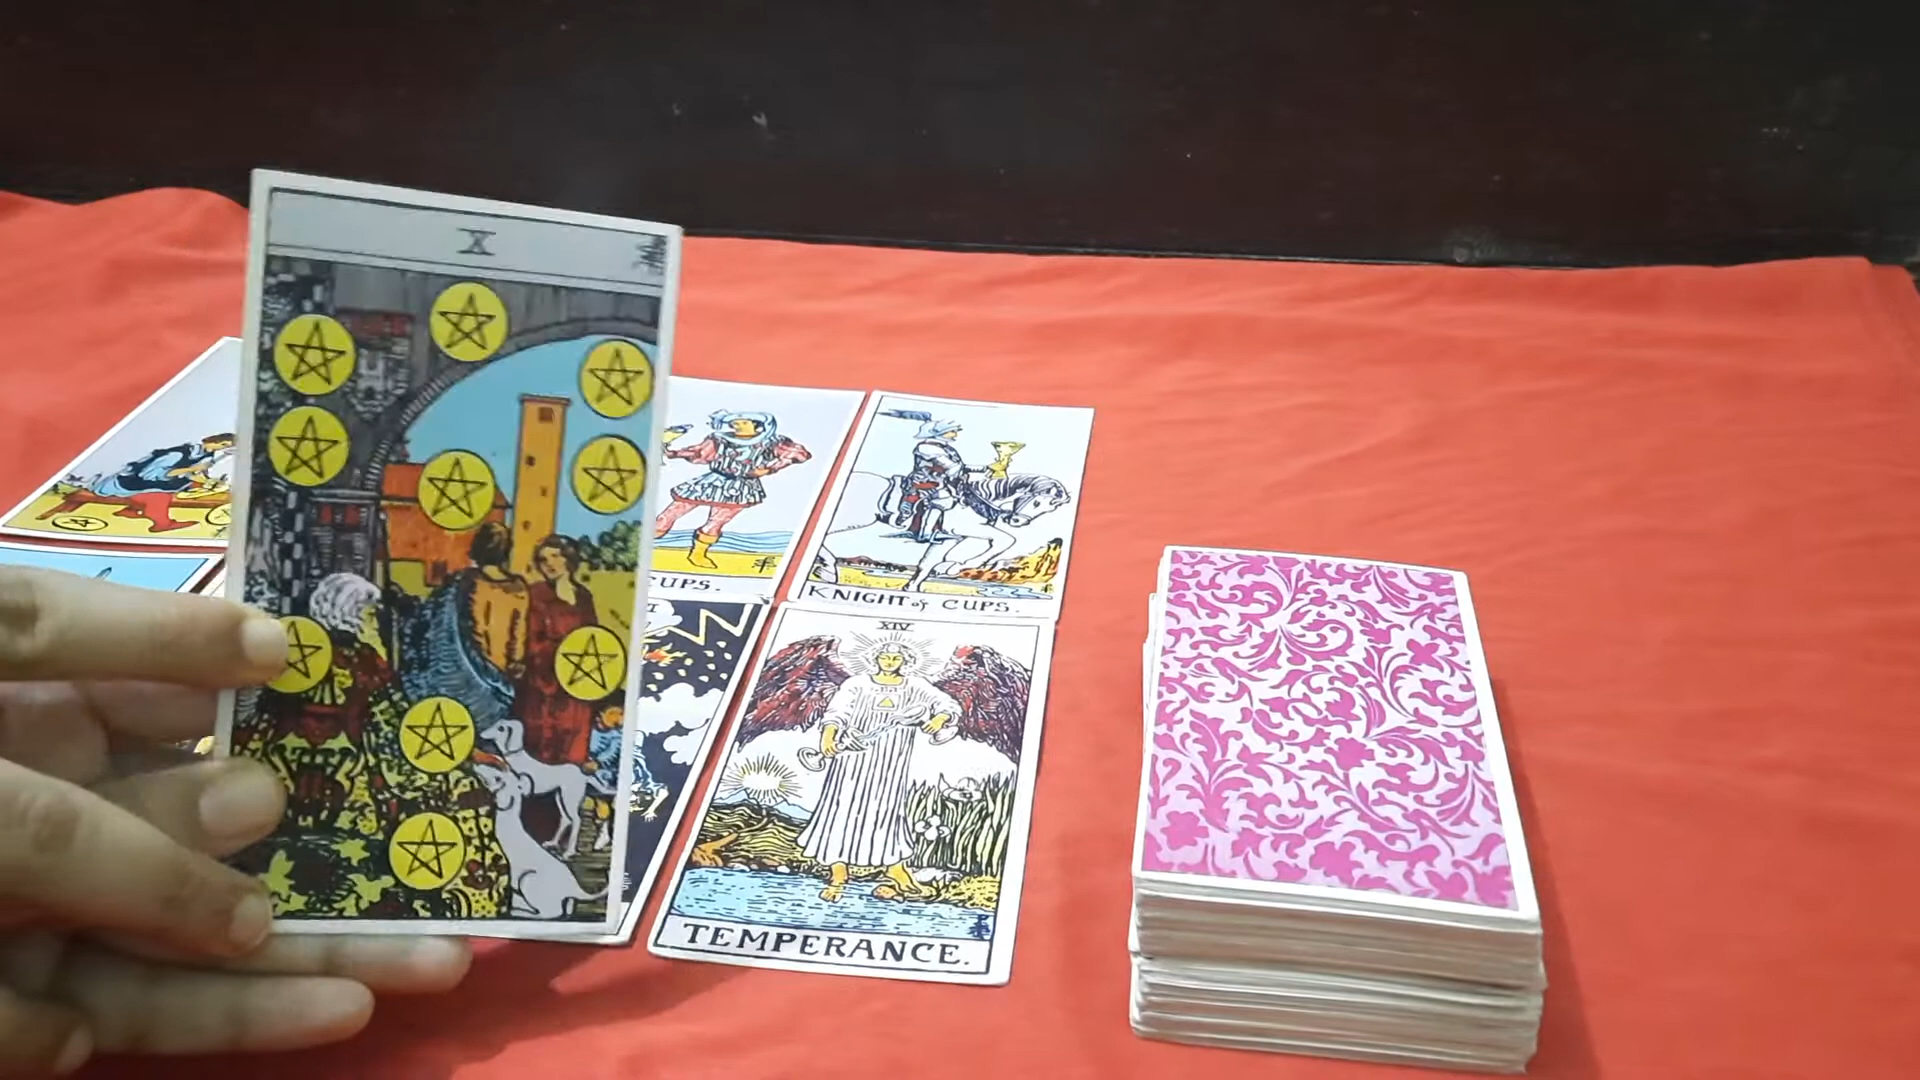 X
CUPS.
KNIGHT of CUPS.
XIV
TEMPERANCE.